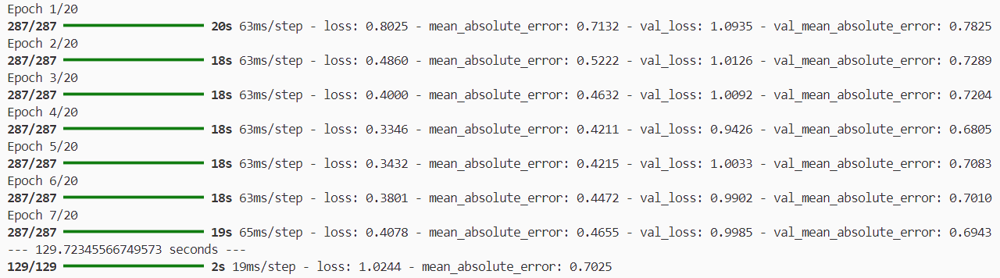 Epoch 1/20
287/287 ━━━━━━━━━━━━━━━━━━━━ 20s 63ms/step - loss: 0.8025 - mean_absolute_error: 0.7132 - val_loss: 1.0935 - val_mean_absolute_error: 0.7825
Epoch 2/20
287/287 ━━━━━━━━━━━━━━━━━━━━ 18s 63ms/step - loss: 0.4860 - mean_absolute_error: 0.5222 - val_loss: 1.0126 - val_mean_absolute_error: 0.7289
Epoch 3/20
287/287 ━━━━━━━━━━━━━━━━━━━━ 18s 63ms/step - loss: 0.4000 - mean_absolute_error: 0.4632 - val_loss: 1.0092 - val_mean_absolute_error: 0.7204
Epoch 4/20
287/287 ━━━━━━━━━━━━━━━━━━━━ 18s 63ms/step - loss: 0.3346 - mean_absolute_error: 0.4211 - val_loss: 0.9426 - val_mean_absolute_error: 0.6805
Epoch 5/20
287/287 ━━━━━━━━━━━━━━━━━━━━ 18s 63ms/step - loss: 0.3432 - mean_absolute_error: 0.4215 - val_loss: 1.0033 - val_mean_absolute_error: 0.7083
Epoch 6/20
287/287 ━━━━━━━━━━━━━━━━━━━━ 18s 63ms/step - loss: 0.3801 - mean_absolute_error: 0.4472 - val_loss: 0.9902 - val_mean_absolute_error: 0.7010
Epoch 7/20
287/287 ━━━━━━━━━━━━━━━━━━━━ 19s 65ms/step - loss: 0.4078 - mean_absolute_error: 0.4655 - val_loss: 0.9985 - val_mean_absolute_error: 0.6943
--- 129.72345566749573 seconds ---
129/129 ━━━━━━━━━━━━━━━━━━━━ 2s 19ms/step - loss: 1.0244 - mean_absolute_error: 0.7025